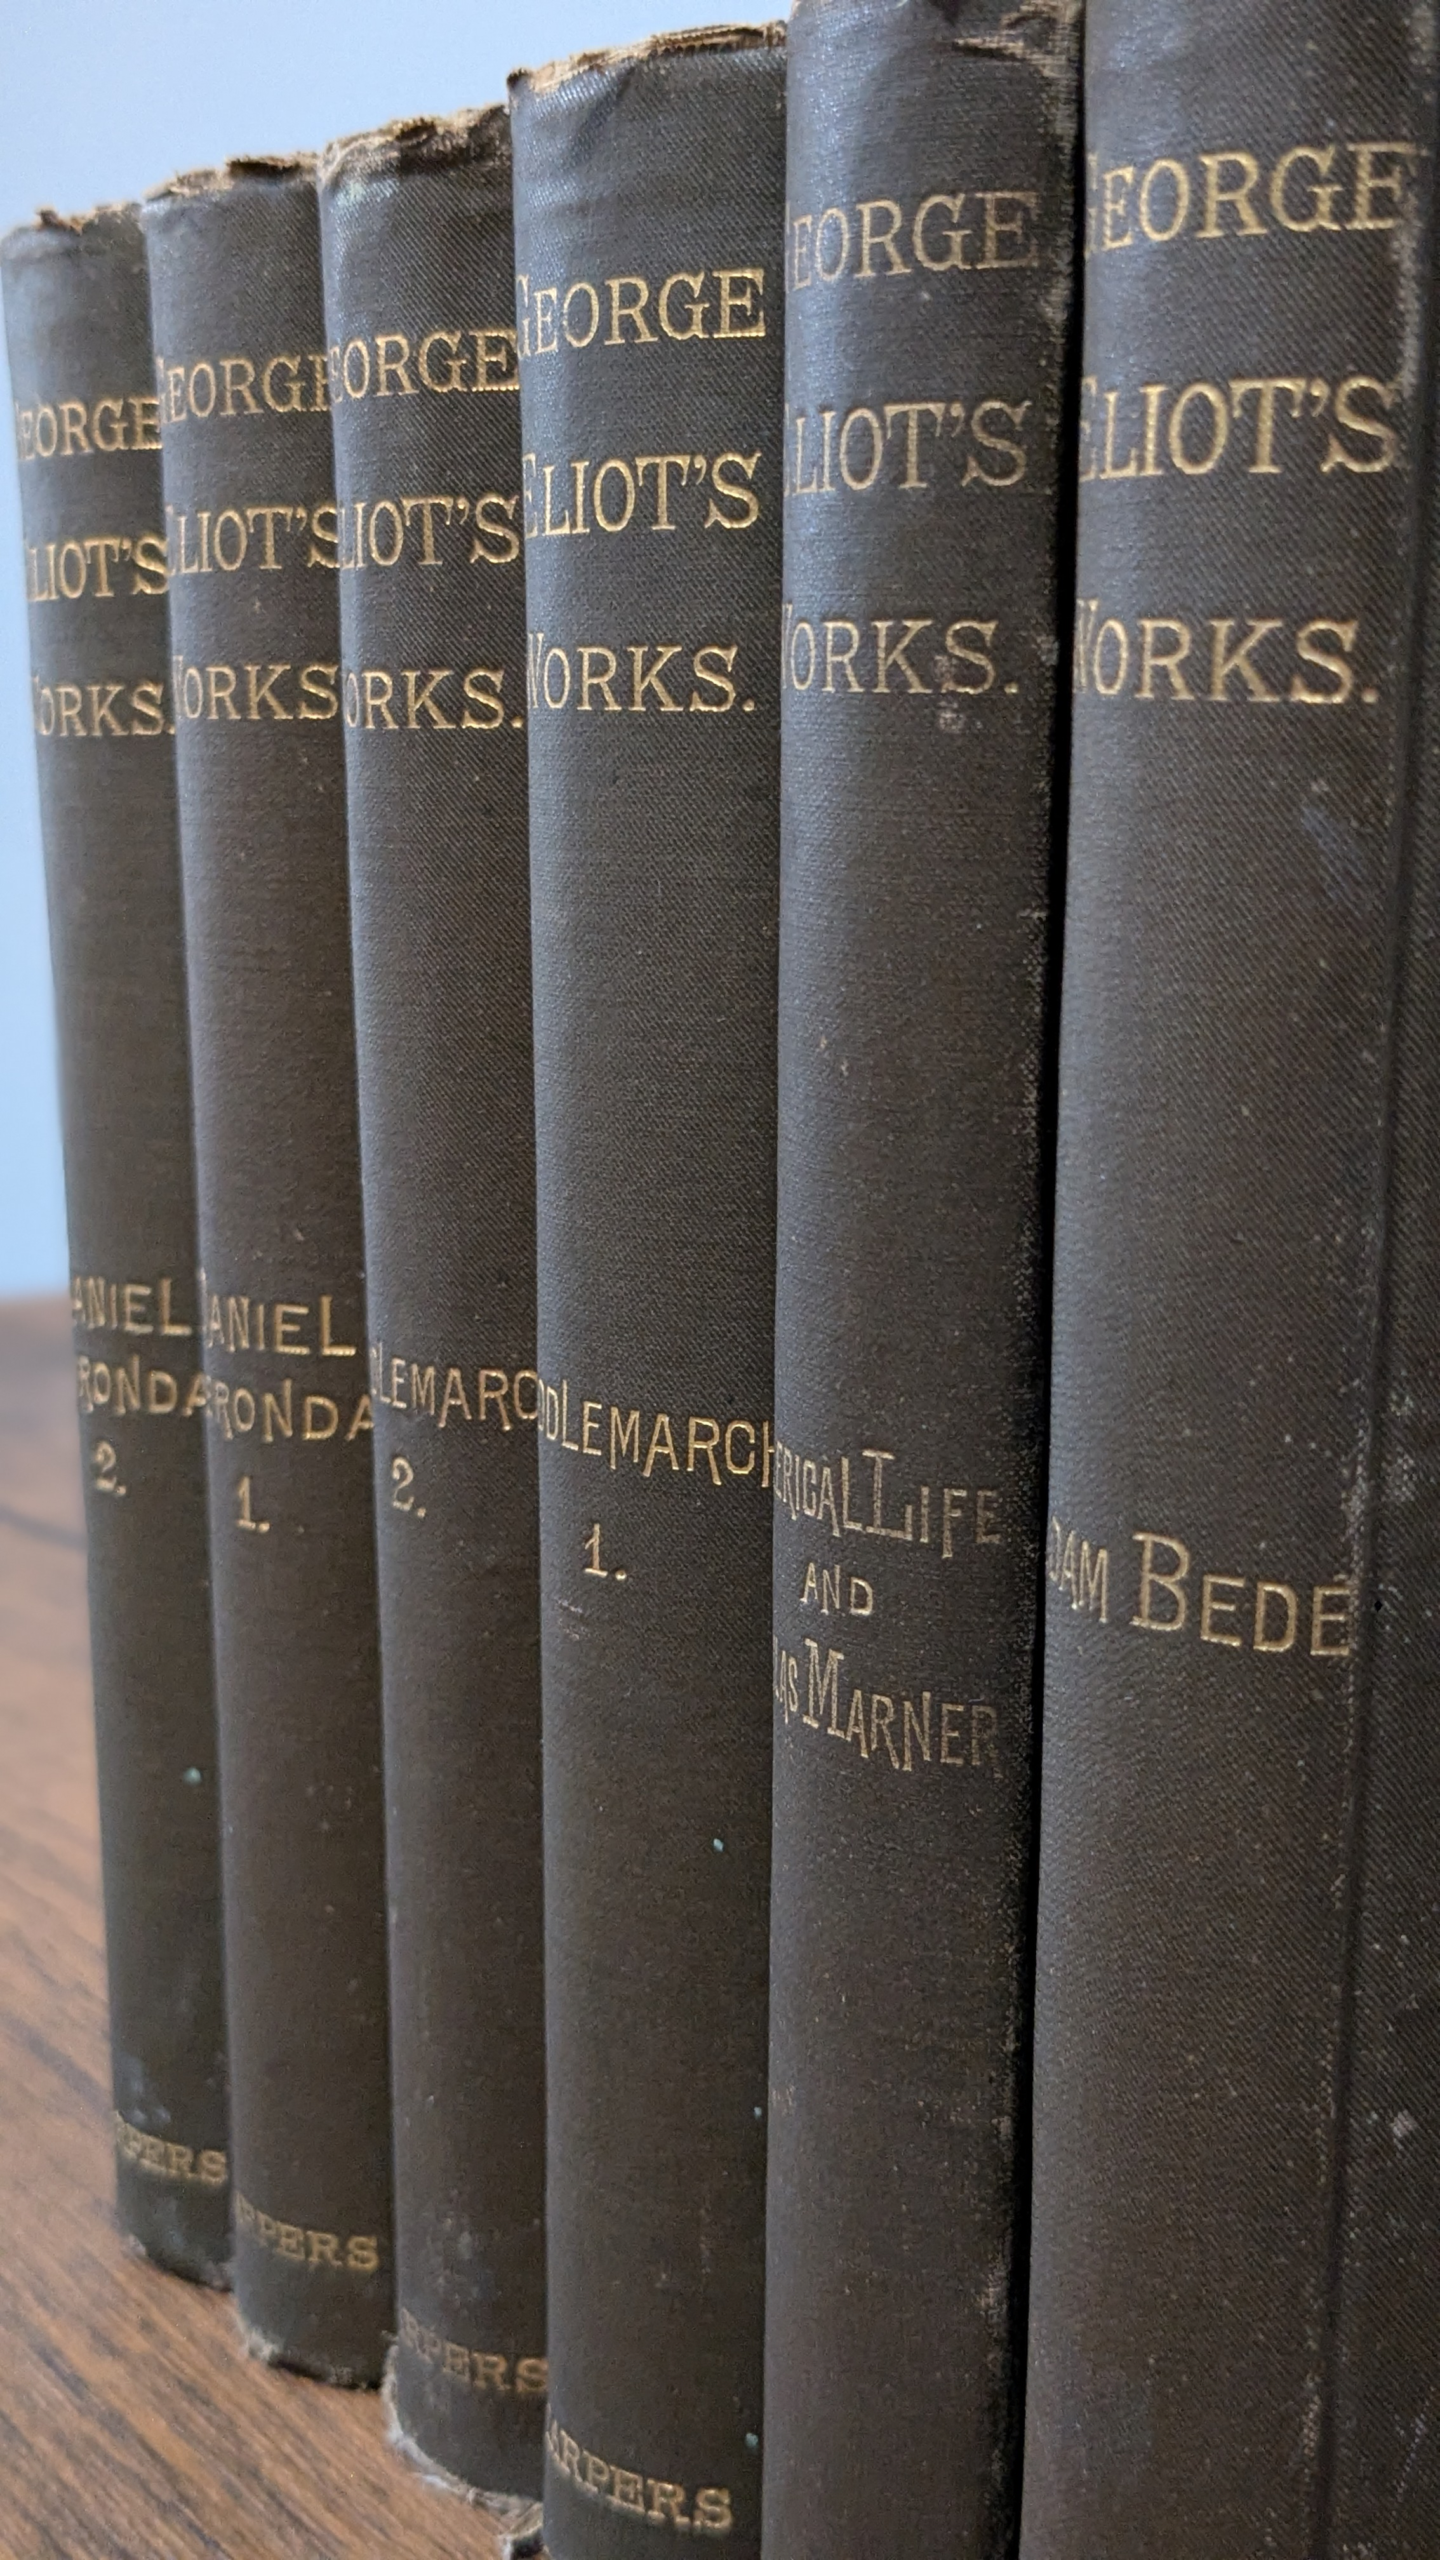 GEORGE
ELIOT'S
WORKS.
DANIEL
DERONDA
2.
HARPERS
GEORGE
ELIOT'S
WORKS.
DANIEL
DERONDA
1.
HARPERS
GEORGE
ELIOT'S
WORKS.
MIDDLEMARCH
2.
HARPERS
GEORGE
ELIOT'S
WORKS.
MIDDLEMARCH
1.
HARPERS
GEORGE
ELIOT'S
WORKS.
CLERICAL LIFE
AND
SILAS MARNER
GEORGE
ELIOT'S
WORKS.
ADAM BEDE